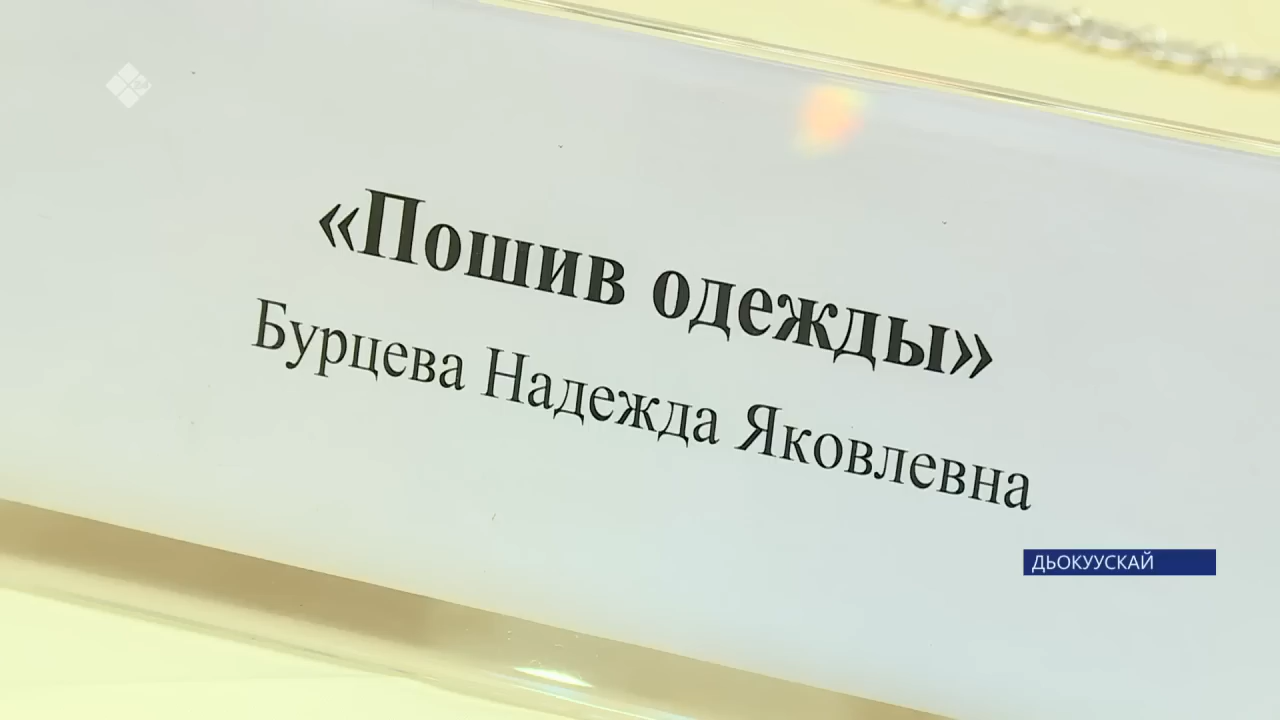 «Пошив одежды»
Бурцева Надежда Яковлевна
ДЬОКУУСКАЙ